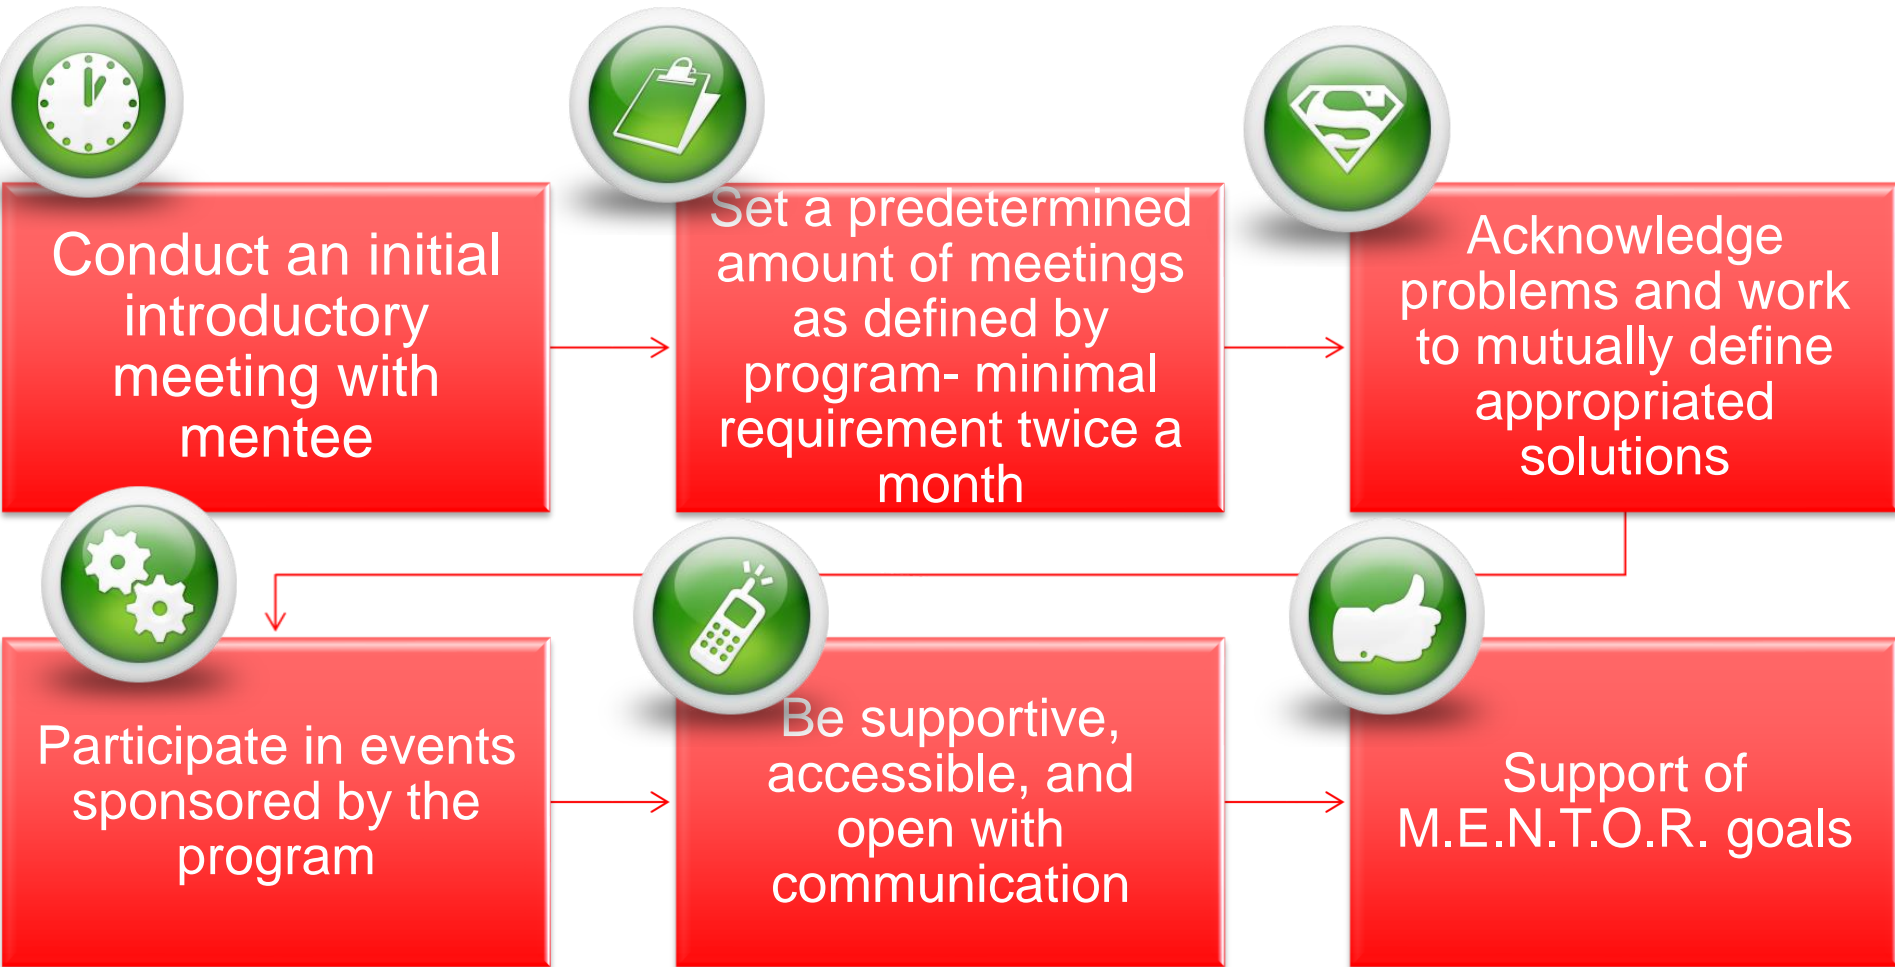 Conduct an initial
introductory
meeting with
mentee
Set a predetermined
amount of meetings
as defined by
program- minimal
requirement twice a
month
Acknowledge
problems and work
to mutually define
appropriated
solutions
Participate in events
sponsored by the
program
Be supportive,
accessible, and
open with
communication
Support of
M.E.N.T.O.R. goals